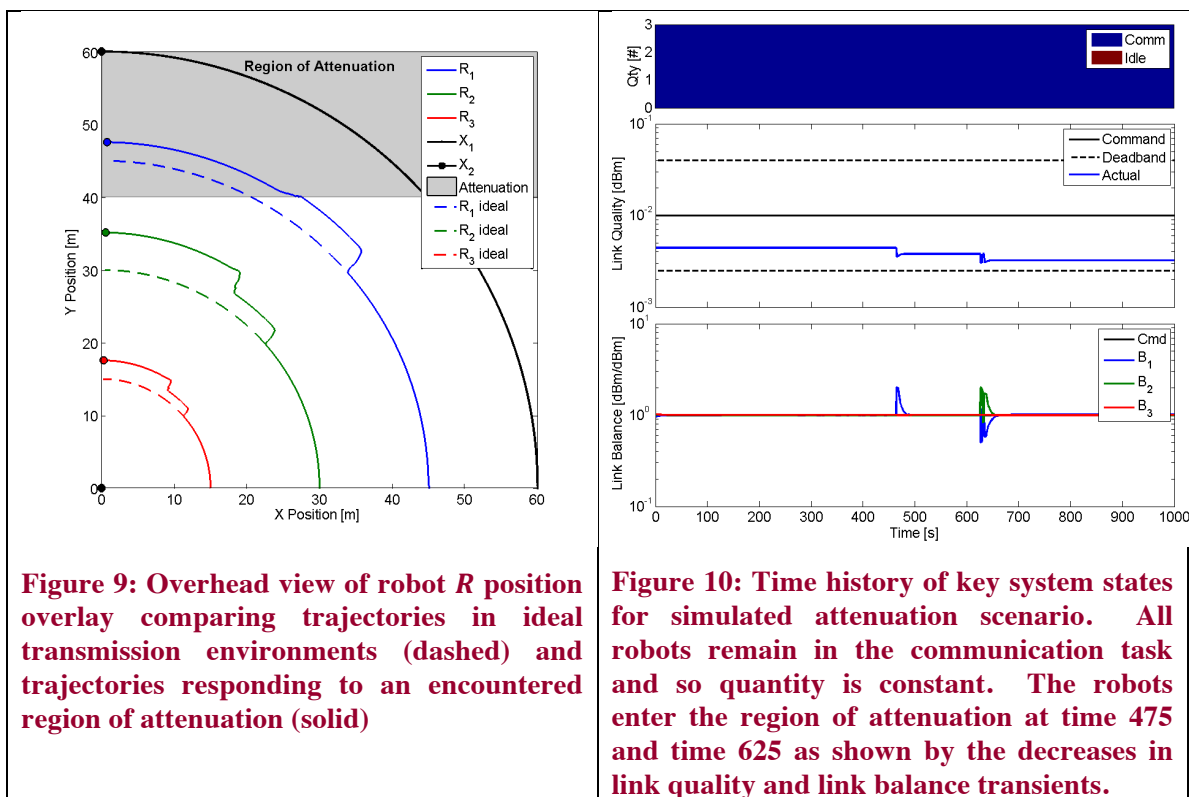 60
50
40
30
20
10
0
Y Position [m]
0 10 20 30 40 50 60
X Position [m]
Region of Attenuation
R1
R2
R3
X1
X2
Attenuation
R1 ideal
R2 ideal
R3 ideal
Figure 9: Overhead view of robot R position
overlay comparing trajectories in ideal
transmission environments (dashed) and
trajectories responding to an encountered
region of attenuation (solid)
3
2
1
0
Qty [#]
Comm
Idle
10^-1
10^-2
10^-3
Link Quality [dBm]
Command
Deadband
Actual
10^1
10^0
10^-1
Link Balance [dBm/dBm]
Cmd
B1
B2
B3
0 100 200 300 400 500 600 700 800 900 1000
Time [s]
Figure 10: Time history of key system states
for simulated attenuation scenario. All
robots remain in the communication task
and so quantity is constant. The robots
enter the region of attenuation at time 475
and time 625 as shown by the decreases in
link quality and link balance transients.